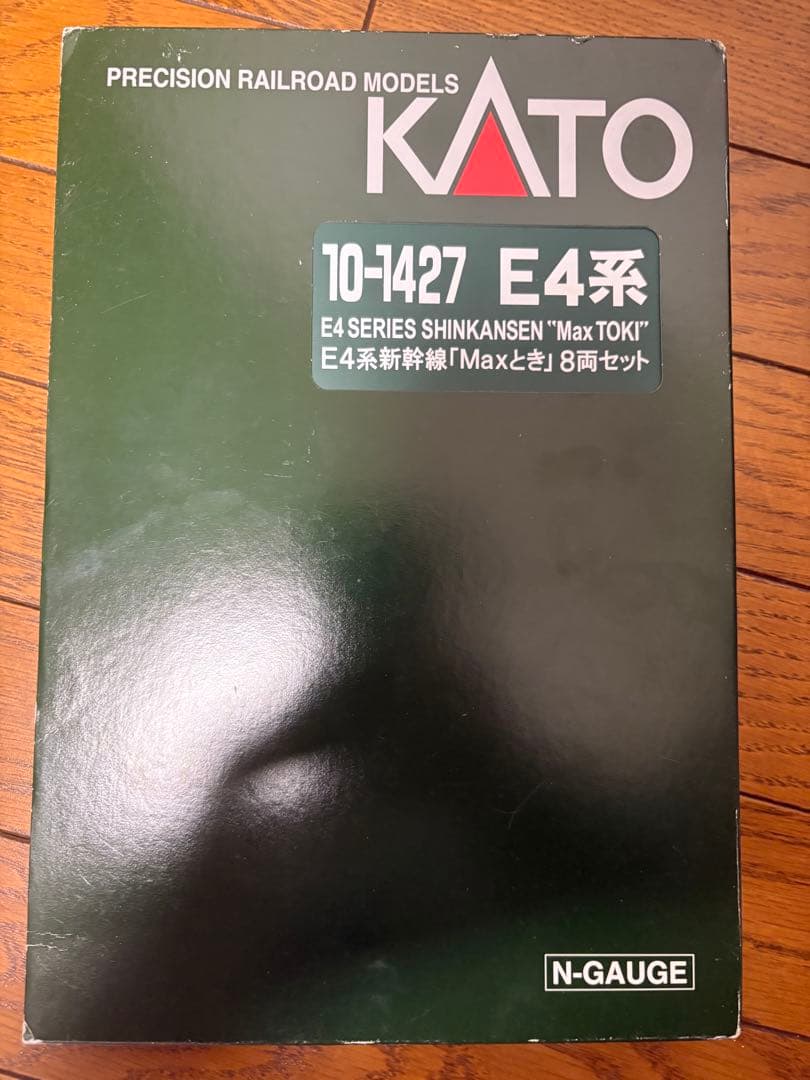 PRECISION RAILROAD MODELS
KATO
10-1427 E4系
E4 SERIES SHINKANSEN "Max TOKI"
E4系新幹線「Maxとき」8両セット
N-GAUGE